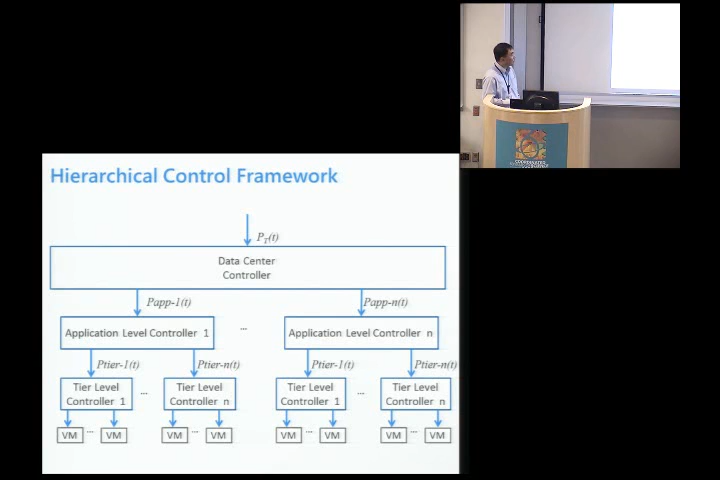 COORDINATED
Hierarchical Control Framework
PT(t)
Data Center
Controller
Papp-1(t) Papp-n(t)
Application Level Controller 1 ... Application Level Controller n
Ptier-1(t) Ptier-n(t) Ptier-1(t) Ptier-n(t)
Tier Level
Controller 1
...
Tier Level
Controller n
Tier Level
Controller 1
...
Tier Level
Controller n
VM ... VM VM ... VM VM ... VM VM ... VM